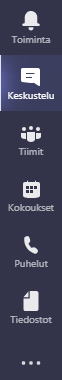 Toiminta
Keskustelu
Tiimit
Kokoukset
Puhelut
Tiedostot